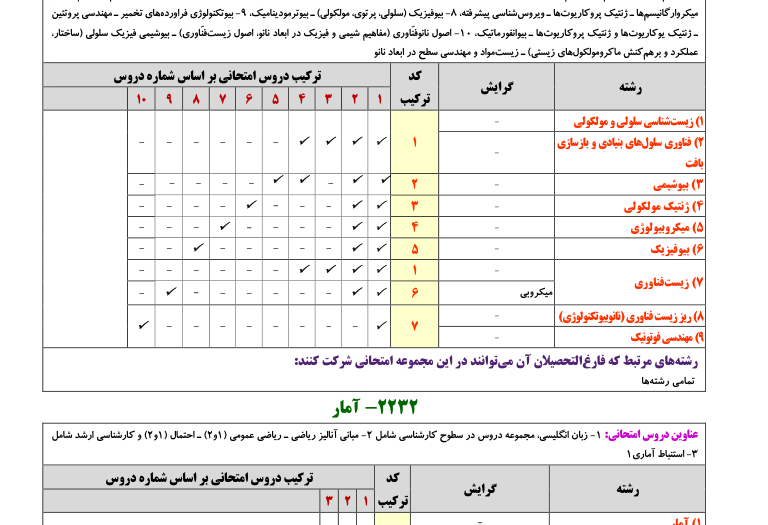 میکروارگانیسم‌ها ـ ژنتیک پروکاریوت‌ها ـ ویروس‌شناسی پیشرفته، ۸- بیوفیزیک (سلولی، پرتوی، مولکولی) ـ بیوترمودینامیک، ۹- بیوتکنولوژی فراورده‌های تخمیر ـ مهندسی پروتئین
ـ ژنتیک یوکاریوت‌ها و ژنتیک پروکاریوت‌ها ـ بیوانفورماتیک، ۱۰- اصول نانوفنّاوری (مفاهیم شیمی و فیزیک در ابعاد نانو، اصول زیست‌فنّاوری) ـ بیوشیمی فیزیک سلولی (ساختار،
عملکرد و برهم‌کنش ماکرومولکول‌های زیستی) ـ زیست‌مواد و مهندسی سطح در ابعاد نانو
رشته گرایش کد ترکیب ترکیب دروس امتحانی بر اساس شماره دروس
۱ ۲ ۳ ۴ ۵ ۶ ۷ ۸ ۹ ۱۰
۱) زیست‌شناسی سلولی و مولکولی -
۲) فناوری سلول‌های بنیادی و بازسازی بافت - ۱ ✓ ✓ ✓ ✓ - - - - - -
۳) بیوشیمی - ۲ ✓ ✓ - ✓ ✓ - - - - -
۴) ژنتیک مولکولی - ۳ ✓ ✓ - - - ✓ - - - -
۵) میکروبیولوژی - ۴ ✓ ✓ - - - - ✓ - - -
۶) بیوفیزیک - ۵ ✓ ✓ - - - - - ✓ - -
۷) زیست‌فناوری - ۱ ✓ ✓ ✓ ✓ - - - - - -
میکروبی ۶ ✓ ✓ - - - - - - ✓ -
۸) ریز زیست فناوری (نانوبیوتکنولوژی) -
۹) مهندسی فوتونیک - ۷ ✓ - - - - - - - - ✓
رشته‌های مرتبط که فارغ‌التحصیلان آن می‌توانند در این مجموعه امتحانی شرکت کنند:
تمامی رشته‌ها
۲۲۳۲- آمار
عناوین دروس امتحانی: ۱- زبان انگلیسی، مجموعه دروس در سطوح کارشناسی شامل ۲- مبانی آنالیز ریاضی ـ ریاضی عمومی (۱و۲) ـ احتمال (۱و۲) و کارشناسی ارشد شامل
۳- استنباط آماری۱
رشته گرایش کد ترکیب ترکیب دروس امتحانی بر اساس شماره دروس
۱ ۲ ۳
۱) آمار -